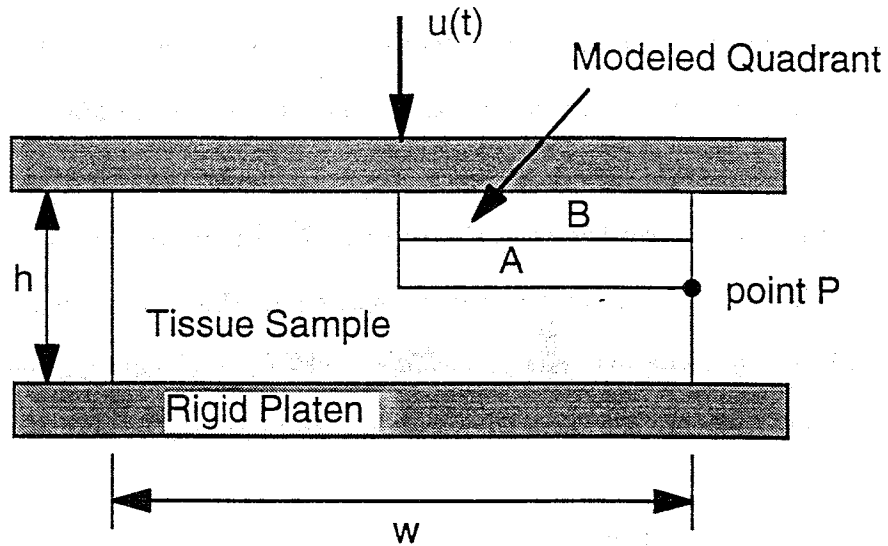 u(t)
Modeled Quadrant
B
A
h
point P
Tissue Sample
Rigid Platen
w